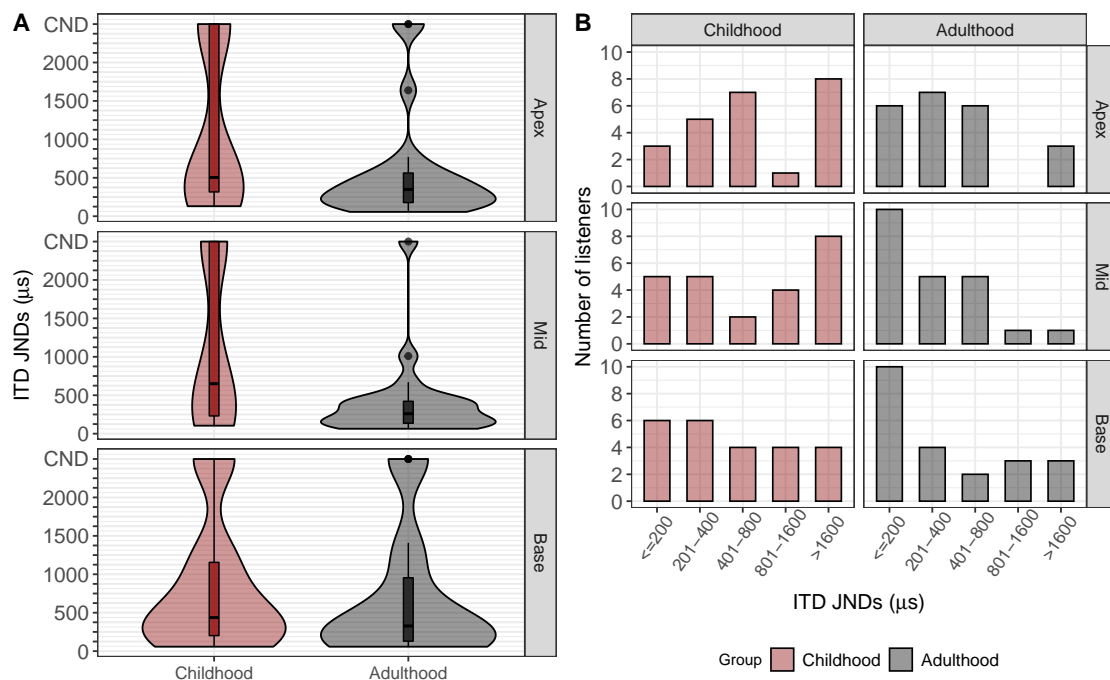 A
ITD JNDs (μs)
CND
2000
1500
1000
500
0
Apex
CND
2000
1500
1000
500
0
Mid
CND
2000
1500
1000
500
0
Base
Childhood Adulthood
B
Childhood Adulthood
Number of listeners
10
8
6
4
2
0
Apex
10
8
6
4
2
0
Mid
10
8
6
4
2
0
Base
<=200 201−400 401−800 801−1600 >1600 <=200 201−400 401−800 801−1600 >1600
ITD JNDs (μs)
Group Childhood Adulthood